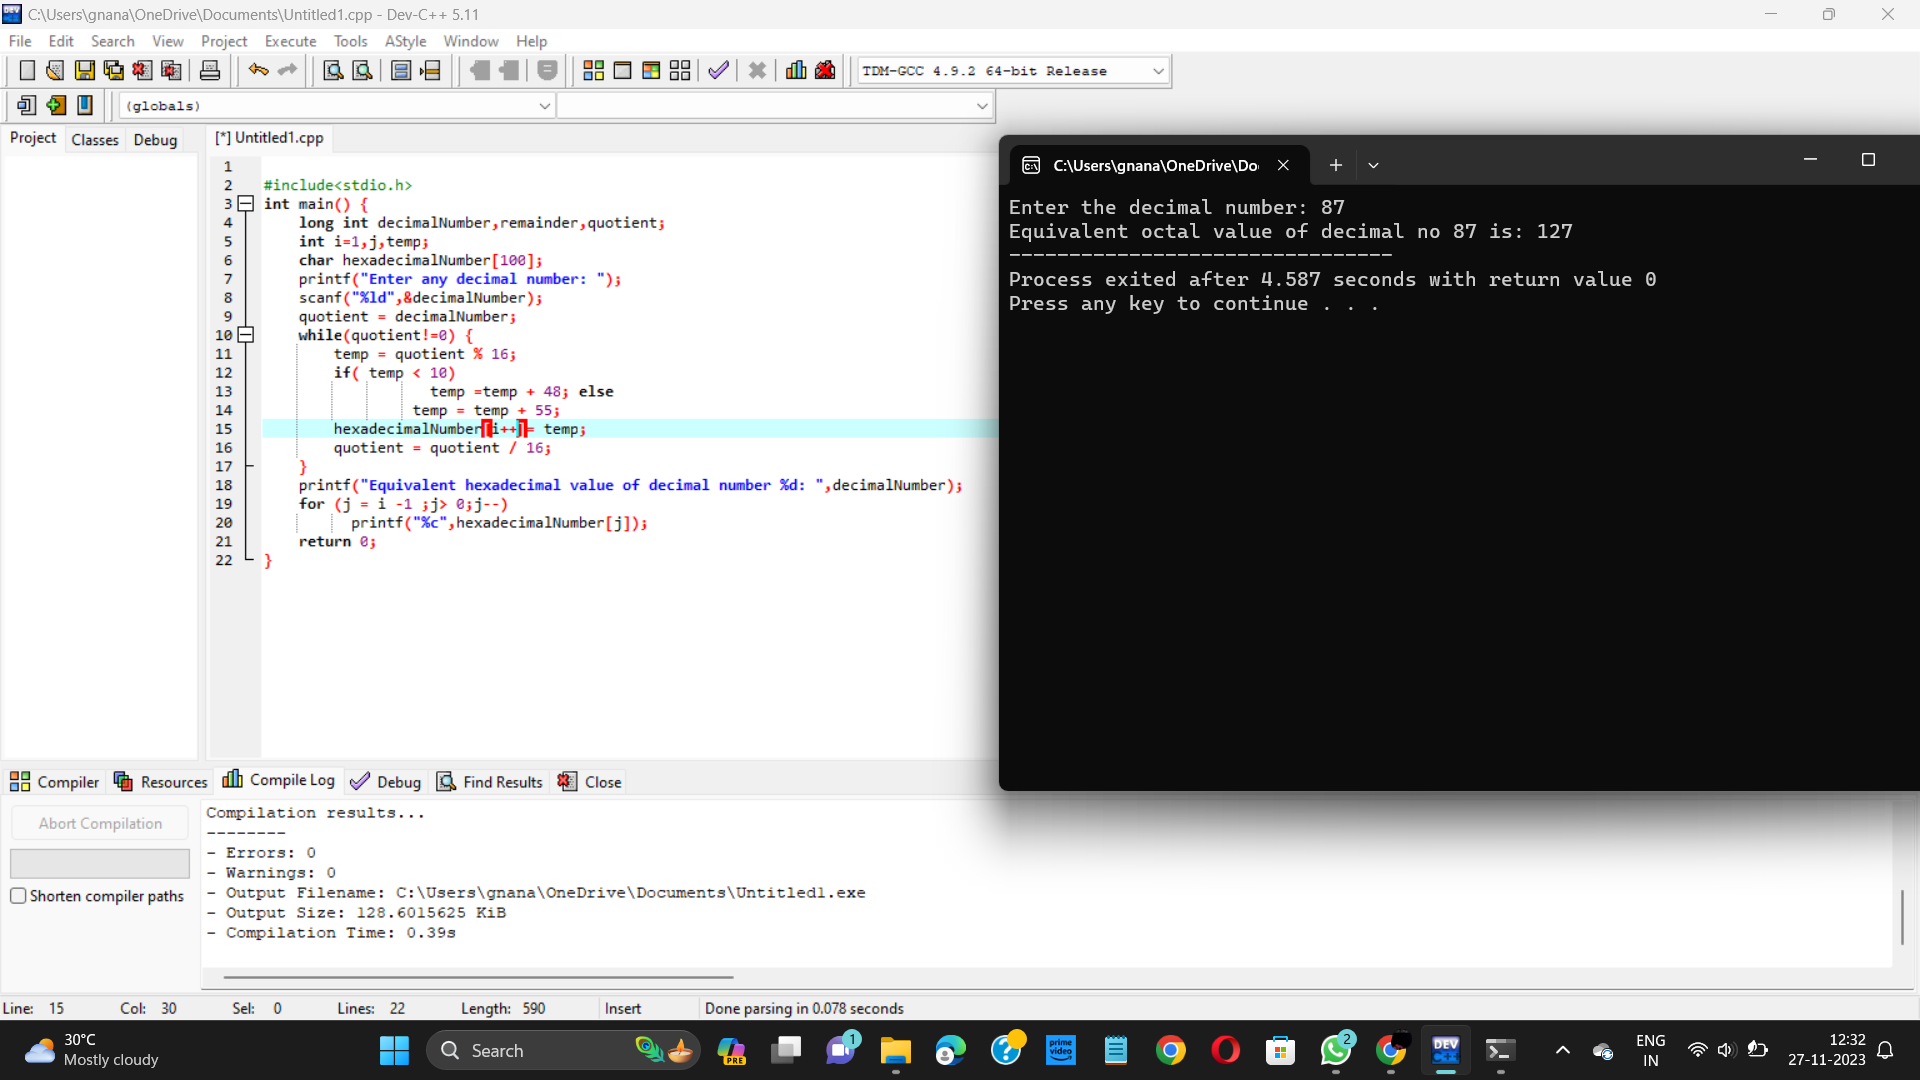 C:\Users\gnana\OneDrive\Documents\Untitled1.cpp - Dev-C++ 5.11
File Edit Search View Project Execute Tools AStyle Window Help
TDM-GCC 4.9.2 64-bit Release
(globals)
Project Classes Debug
[*] Untitled1.cpp
1
2 #include<stdio.h>
3 int main() {
4 long int decimalNumber,remainder,quotient;
5 int i=1,j,temp;
6 char hexadecimalNumber[100];
7 printf("Enter any decimal number: ");
8 scanf("%ld",&decimalNumber);
9 quotient = decimalNumber;
10 while(quotient!=0) {
11 temp = quotient % 16;
12 if( temp < 10)
13 temp =temp + 48; else
14 temp = temp + 55;
15 hexadecimalNumber[i++]= temp;
16 quotient = quotient / 16;
17 }
18 printf("Equivalent hexadecimal value of decimal number %d: ",decimalNumber);
19 for (j = i -1 ;j> 0;j--)
20 printf("%c",hexadecimalNumber[j]);
21 return 0;
22 }
C:\Users\gnana\OneDrive\Do
Enter the decimal number: 87
Equivalent octal value of decimal no 87 is: 127
--------------------------------
Process exited after 4.587 seconds with return value 0
Press any key to continue . . .
Compiler Resources Compile Log Debug Find Results Close
Abort Compilation
Shorten compiler paths
Compilation results...
--------
- Errors: 0
- Warnings: 0
- Output Filename: C:\Users\gnana\OneDrive\Documents\Untitled1.exe
- Output Size: 128.6015625 KiB
- Compilation Time: 0.39s
Line: 15 Col: 30 Sel: 0 Lines: 22 Length: 590 Insert Done parsing in 0.078 seconds
30°C
Mostly cloudy
Search
PRE
1
prime video
2
DEV C++
ENG
IN
12:32
27-11-2023